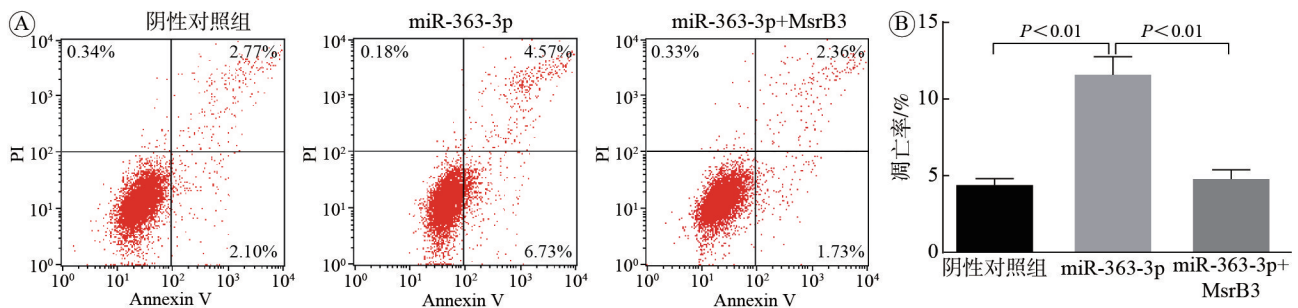 Ⓐ
阴性对照组
10⁴
10³
10²
10¹
10⁰
PI
0.34%
2.77%
2.10%
10⁰ 10¹ 10² 10³ 10⁴
Annexin V
miR-363-3p
10⁴
10³
10²
10¹
10⁰
PI
0.18%
4.57%
6.73%
10⁰ 10¹ 10² 10³ 10⁴
Annexin V
miR-363-3p+MsrB3
10⁴
10³
10²
10¹
10⁰
PI
0.33%
2.36%
1.73%
10⁰ 10¹ 10² 10³ 10⁴
Annexin V
Ⓑ
P<0.01 P<0.01
凋亡率/%
15
10
5
0
阴性对照组
miR-363-3p
miR-363-3p+
MsrB3